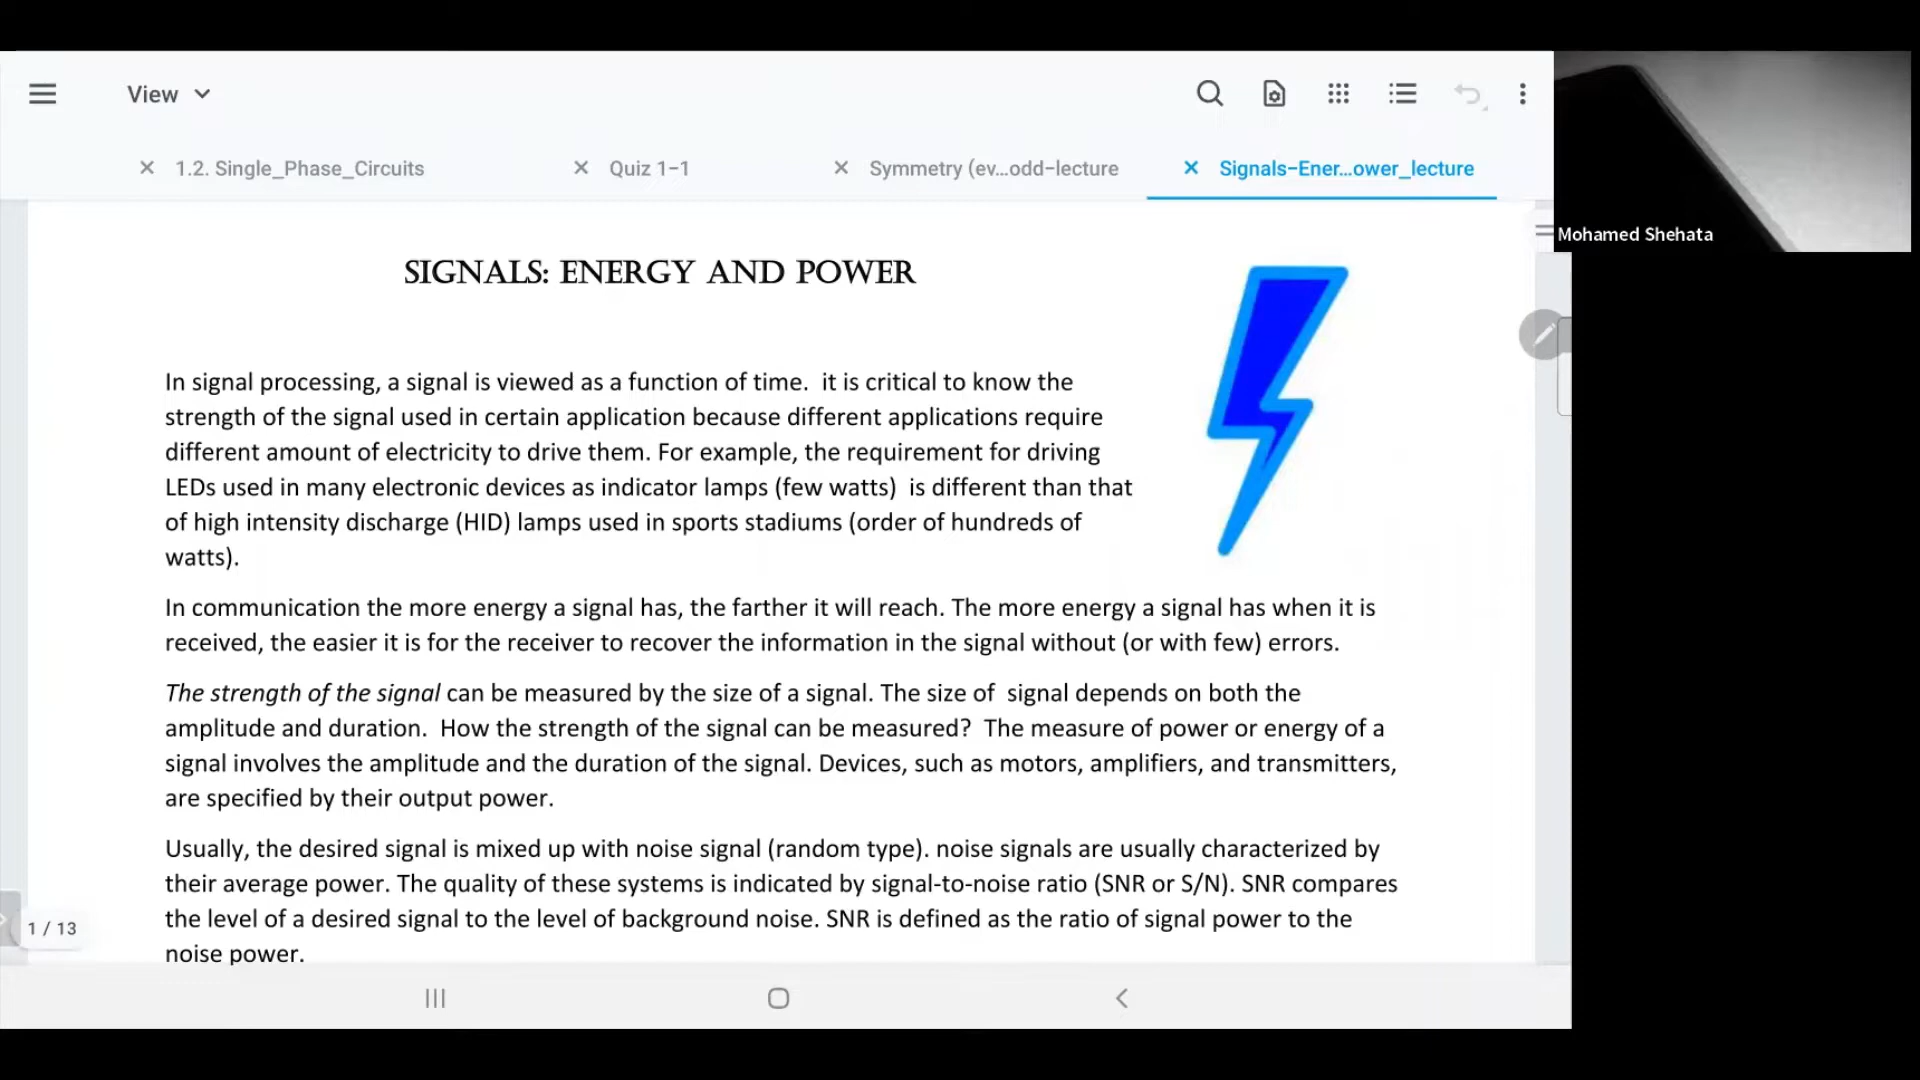 View
1.2. Single_Phase_Circuits
Quiz 1-1
Symmetry (ev...odd-lecture
Signals-Ener...ower_lecture
Mohamed Shehata
SIGNALS: ENERGY AND POWER
In signal processing, a signal is viewed as a function of time.  it is critical to know the
strength of the signal used in certain application because different applications require
different amount of electricity to drive them. For example, the requirement for driving
LEDs used in many electronic devices as indicator lamps (few watts)  is different than that
of high intensity discharge (HID) lamps used in sports stadiums (order of hundreds of
watts).
In communication the more energy a signal has, the farther it will reach. The more energy a signal has when it is
received, the easier it is for the receiver to recover the information in the signal without (or with few) errors.
The strength of the signal can be measured by the size of a signal. The size of  signal depends on both the
amplitude and duration.  How the strength of the signal can be measured?  The measure of power or energy of a
signal involves the amplitude and the duration of the signal. Devices, such as motors, amplifiers, and transmitters,
are specified by their output power.
Usually, the desired signal is mixed up with noise signal (random type). noise signals are usually characterized by
their average power. The quality of these systems is indicated by signal-to-noise ratio (SNR or S/N). SNR compares
the level of a desired signal to the level of background noise. SNR is defined as the ratio of signal power to the
noise power.
1 / 13